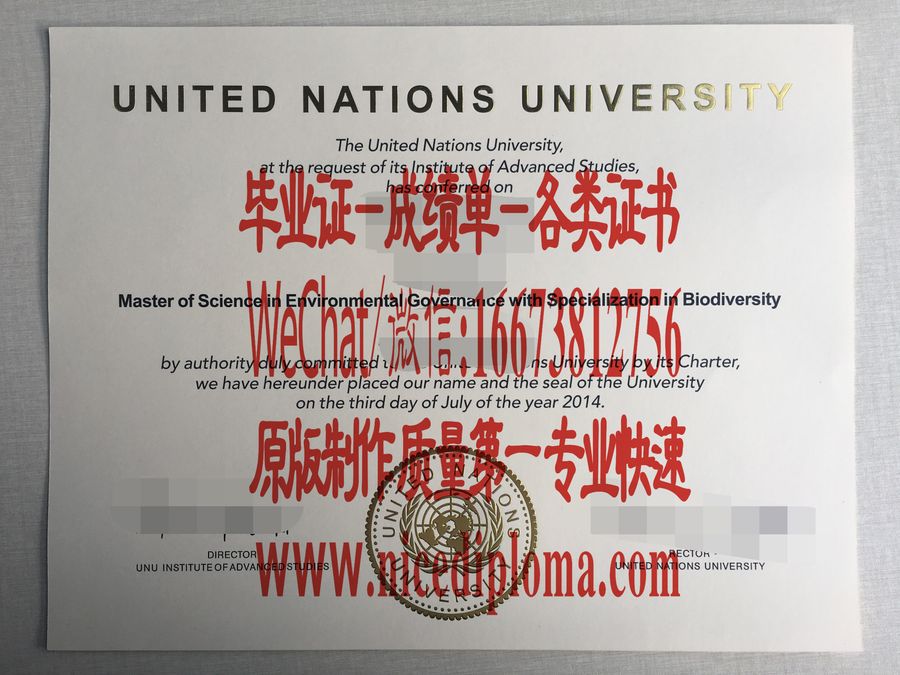 UNITED NATIONS UNIVERSITY
The United Nations University,
at the request of its Institute of Advanced Studies,
has conferred on
毕业证—成绩单—各类证书
Master of Science in Environmental Governance with Specialization in Biodiversity
WeChat/微信:16673812756
by authority duly committed University by its Charter,
we have hereunder placed our name and the seal of the University
on the third day of July of the year 2014.
原版制作质量第一专业快速
UNITED NATIONS
UNIVERSITY
DIRECTOR
UNU INSTITUTE OF ADVANCED STUDIES
RECTOR
UNITED NATIONS UNIVERSITY
WWW.nicediploma.com